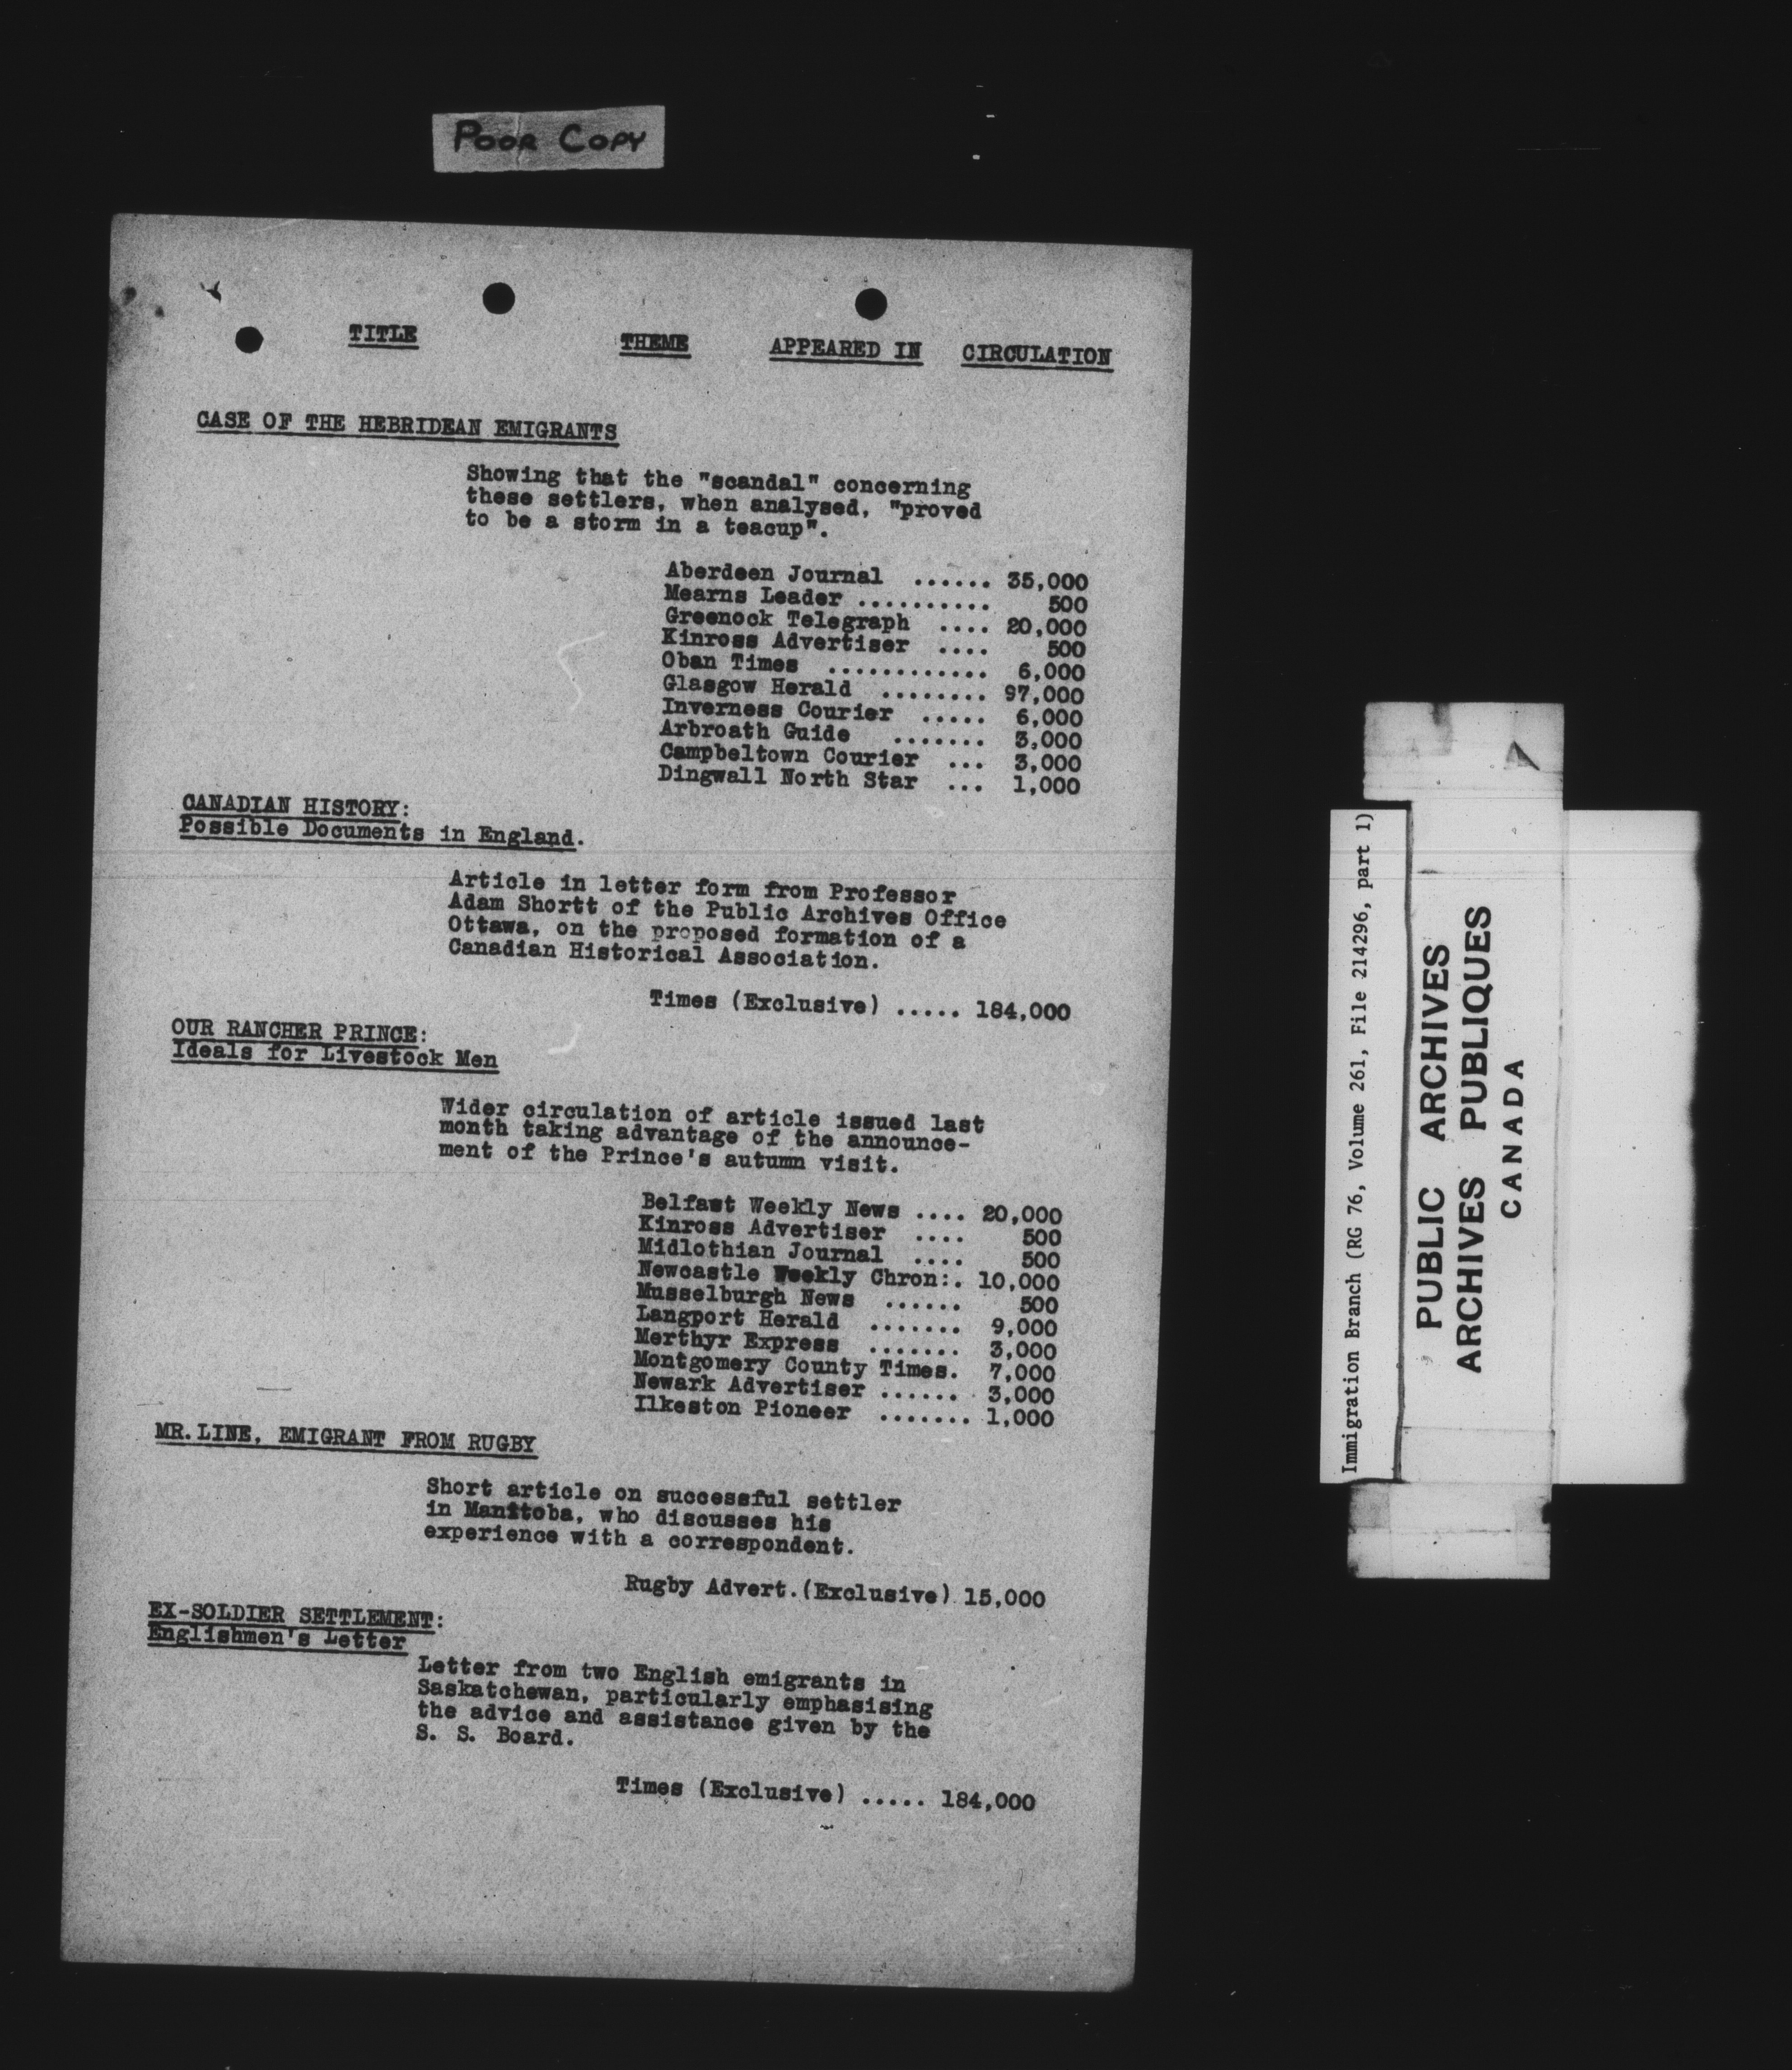 POOR COPY
TITLE THEME APPEARED IN CIRCULATION
CASE OF THE HEBRIDEAN EMIGRANTS
Showing that the "scandal" concerning
these settlers, when analysed, "proved
to be a storm in a teacup".
Aberdeen Journal ...... 35,000
Mearns Leader .......... 500
Greenock Telegraph .... 20,000
Kinross Advertiser .... 500
Oban Times ............ 6,000
Glasgow Herald ........ 97,000
Inverness Courier ..... 6,000
Arbroath Guide ....... 3,000
Campbeltown Courier ... 3,000
Dingwall North Star ... 1,000
CANADIAN HISTORY:
Possible Documents in England.
Article in letter form from Professor
Adam Shortt of the Public Archives Office
Ottawa, on the proposed formation of a
Canadian Historical Association.
Times (Exclusive) ..... 184,000
OUR RANCHER PRINCE:
Ideals for Livestock Men
Wider circulation of article issued last
month taking advantage of the announce-
ment of the Prince's autumn visit.
Belfast Weekly News .... 20,000
Kinross Advertiser .... 500
Midlothian Journal .... 500
Newcastle Weekly Chron:. 10,000
Musselburgh News ...... 500
Langport Herald ....... 9,000
Merthyr Express ....... 3,000
Montgomery County Times. 7,000
Newark Advertiser ...... 3,000
Ilkeston Pioneer ....... 1,000
MR. LINE, EMIGRANT FROM RUGBY
Short article on successful settler
in Manitoba, who discusses his
experience with a correspondent.
Rugby Advert.(Exclusive) 15,000
EX-SOLDIER SETTLEMENT:
Englishmen's Letter
Letter from two English emigrants in
Saskatchewan, particularly emphasising
the advice and assistance given by the
S. S. Board.
Times (Exclusive) ..... 184,000
Immigration Branch (RG 76, Volume 261, File 214296, part 1)
PUBLIC ARCHIVES
ARCHIVES PUBLIQUES
CANADA